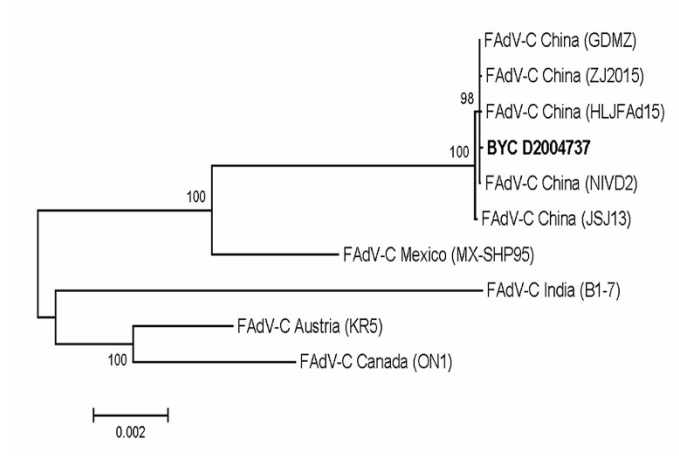 FAdV-C China (GDMZ)
FAdV-C China (ZJ2015)
98
FAdV-C China (HLJFAd15)
100
BYC D2004737
FAdV-C China (NIVD2)
100
FAdV-C China (JSJ13)
FAdV-C Mexico (MX-SHP95)
FAdV-C India (B1-7)
FAdV-C Austria (KR5)
100
FAdV-C Canada (ON1)
0.002